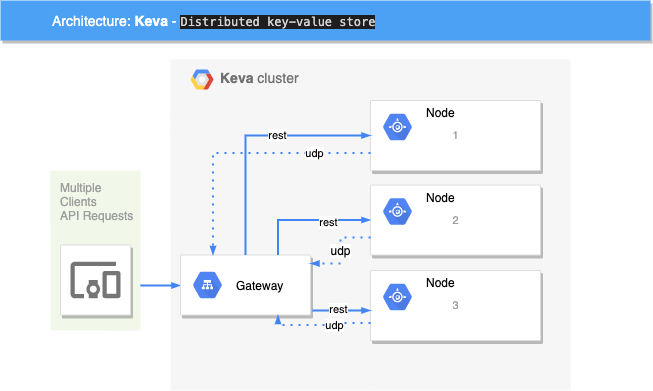 Architecture: Keva - Distributed key-value store
Keva cluster
Node
1
rest
udp
Multiple
Clients
API Requests
Node
2
rest
udp
Gateway
Node
3
rest
udp